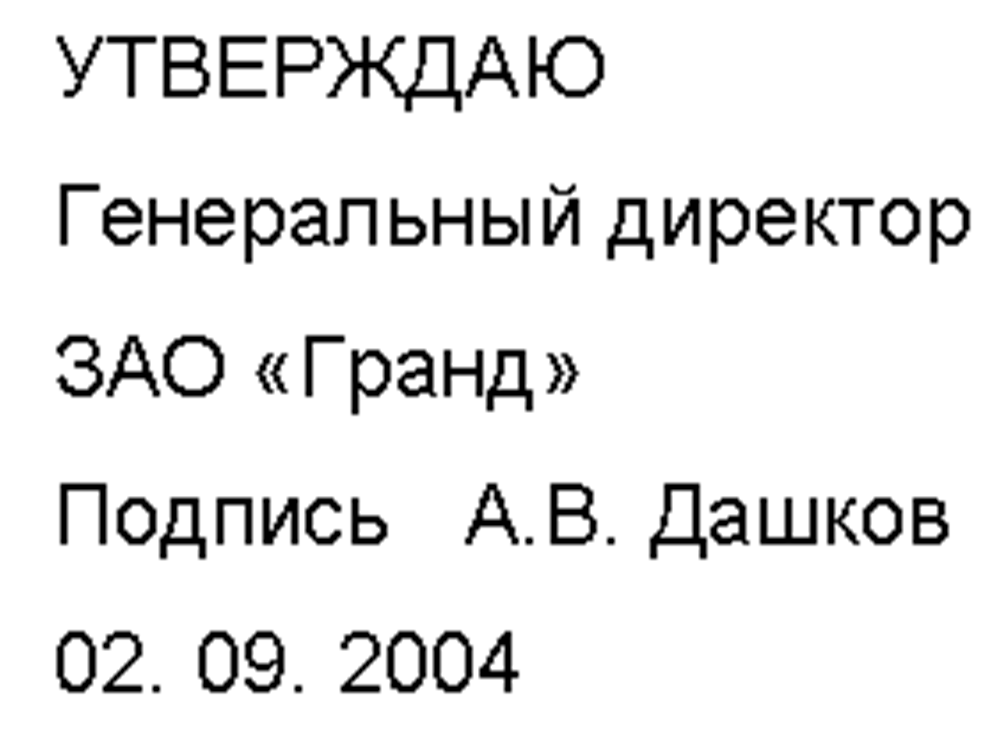 УТВЕРЖДАЮ
Генеральный директор
ЗАО «Гранд»
Подпись А.В. Дашков
02. 09. 2004